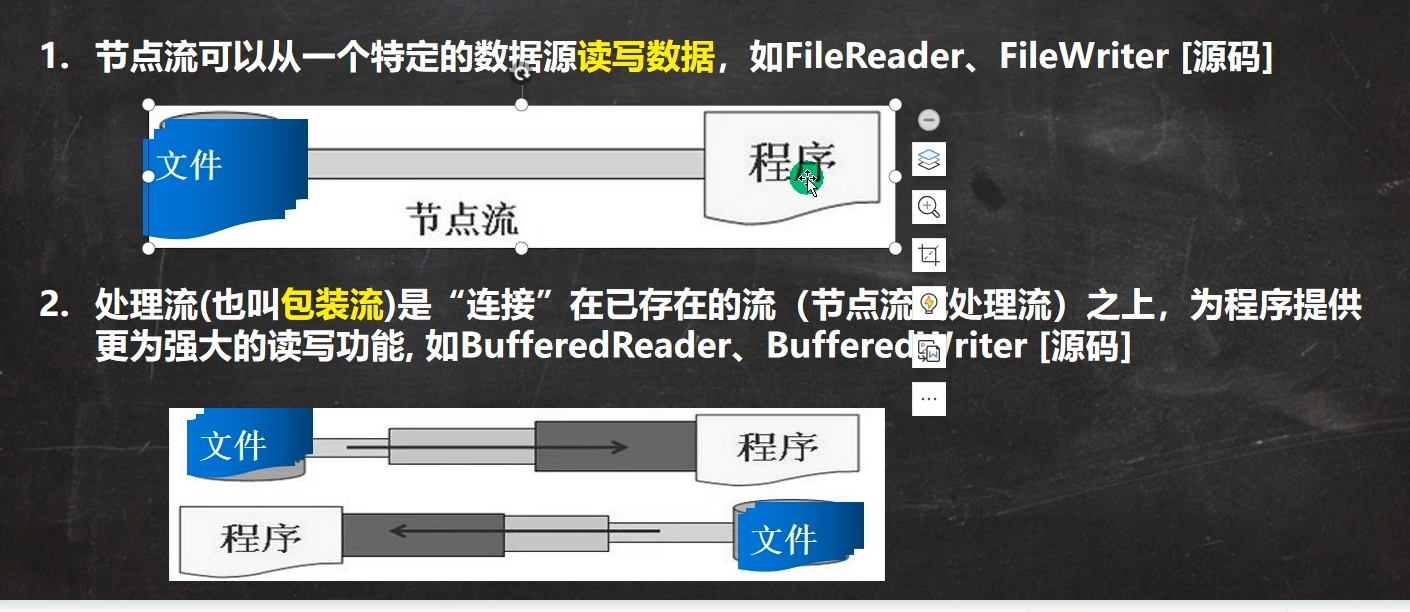 1. 节点流可以从一个特定的数据源读写数据，如FileReader、FileWriter [源码]
文件
程序
节点流
2. 处理流(也叫包装流)是“连接”在已存在的流（节点流处理流）之上，为程序提供
更为强大的读写功能, 如BufferedReader、BufferedWriter [源码]
文件
程序
程序
文件